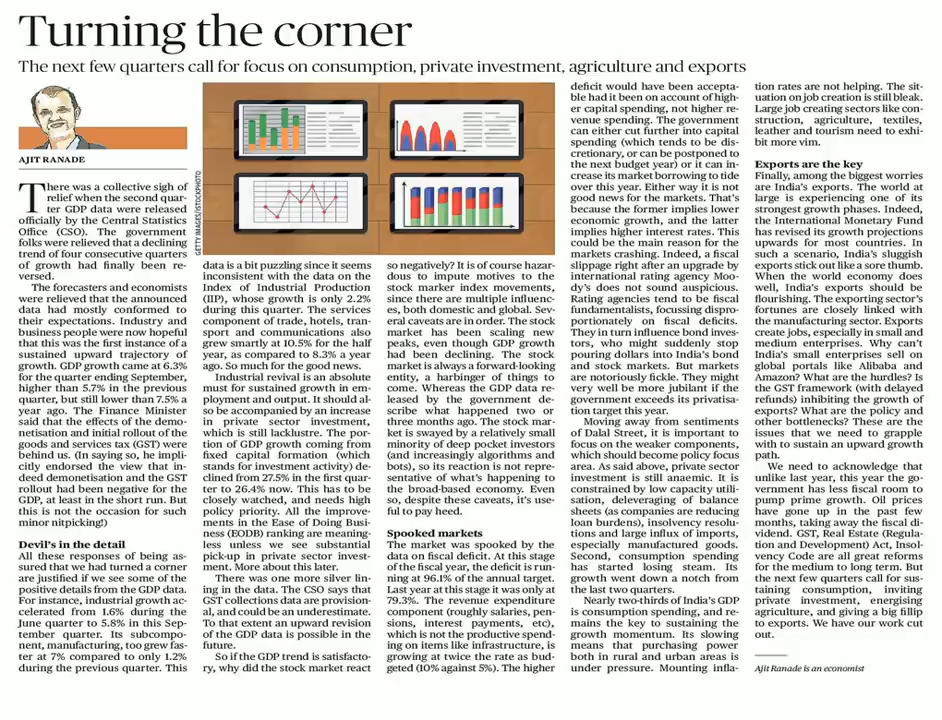 Turning the corner
The next few quarters call for focus on consumption, private investment, agriculture and exports
AJIT RANADE
There was a collective sigh of
relief when the second quar-
ter GDP data were released
officially by the Central Statistics
Office (CSO). The government
folks were relieved that a declining
trend of four consecutive quarters
of growth had finally been re-
versed.
The forecasters and economists
were relieved that the announced
data had mostly conformed to
their expectations. Industry and
business people were now hopeful
that this was the first instance of a
sustained upward trajectory of
growth. GDP growth came at 6.3%
for the quarter ending September,
higher than 5.7% in the previous
quarter, but still lower than 7.5% a
year ago. The Finance Minister
said that the effects of the demo-
netisation and initial rollout of the
goods and services tax (GST) were
behind us. (In saying so, he impli-
citly endorsed the view that in-
deed demonetisation and the GST
rollout had been negative for the
GDP, at least in the short run. But
this is not the occasion for such
minor nitpicking!)
Devil's in the detail
All these responses of being as-
sured that we had turned a corner
are justified if we see some of the
positive details from the GDP data.
For instance, industrial growth ac-
celerated from 1.6% during the
June quarter to 5.8% in this Sep-
tember quarter. Its subcompo-
nent, manufacturing, too grew fas-
ter at 7% compared to only 1.2%
during the previous quarter. This
GETTY IMAGES/ISTOCKPHOTO
data is a bit puzzling since it seems
inconsistent with the data on the
Index of Industrial Production
(IIP), whose growth is only 2.2%
during this quarter. The services
component of trade, hotels, tran-
sport and communications also
grew smartly at 10.5% for the half
year, as compared to 8.3% a year
ago. So much for the good news.
Industrial revival is an absolute
must for sustained growth in em-
ployment and output. It should al-
so be accompanied by an increase
in private sector investment,
which is still lacklustre. The por-
tion of GDP growth coming from
fixed capital formation (which
stands for investment activity) de-
clined from 27.5% in the first quar-
ter to 26.4% now. This has to be
closely watched, and needs high
policy priority. All the improve-
ments in the Ease of Doing Busi-
ness (EODB) ranking are meaning-
less unless we see substantial
pick-up in private sector invest-
ment. More about this later.
There was one more silver lin-
ing in the data. The CSO says that
GST collections data are provision-
al, and could be an underestimate.
To that extent an upward revision
of the GDP data is possible in the
future.
So if the GDP trend is satisfacto-
ry, why did the stock market react
so negatively? It is of course hazar-
dous to impute motives to the
stock marker index movements,
since there are multiple influenc-
es, both domestic and global. Sev-
eral caveats are in order. The stock
market has been scaling new
peaks, even though GDP growth
had been declining. The stock
market is always a forward-looking
entity, a harbinger of things to
come. Whereas the GDP data re-
leased by the government de-
scribe what happened two or
three months ago. The stock mar-
ket is swayed by a relatively small
minority of deep pocket investors
(and increasingly algorithms and
bots), so its reaction is not repre-
sentative of what's happening to
the broad-based economy. Even
so, despite these caveats, it's use-
ful to pay heed.
Spooked markets
The market was spooked by the
data on fiscal deficit. At this stage
of the fiscal year, the deficit is run-
ning at 96.1% of the annual target.
Last year at this stage it was only at
79.3%. The revenue expenditure
component (roughly salaries, pen-
sions, interest payments, etc),
which is not the productive spend-
ing on items like infrastructure, is
growing at twice the rate as bud-
geted (10% against 5%). The higher
deficit would have been accepta-
ble had it been on account of high-
er capital spending, not higher re-
venue spending. The government
can either cut further into capital
spending (which tends to be dis-
cretionary, or can be postponed to
the next budget year) or it can in-
crease its market borrowing to tide
over this year. Either way it is not
good news for the markets. That's
because the former implies lower
economic growth, and the latter
implies higher interest rates. This
could be the main reason for the
markets crashing. Indeed, a fiscal
slippage right after an upgrade by
international rating agency Moo-
dy's does not sound auspicious.
Rating agencies tend to be fiscal
fundamentalists, focussing dispro-
portionately on fiscal deficits.
They in turn influence bond inves-
tors, who might suddenly stop
pouring dollars into India's bond
and stock markets. But markets
are notoriously fickle. They might
very well be more jubilant if the
government exceeds its privatisa-
tion target this year.
Moving away from sentiments
of Dalal Street, it is important to
focus on the weaker components,
which should become policy focus
area. As said above, private sector
investment is still anaemic. It is
constrained by low capacity utili-
sation, deleveraging of balance
sheets (as companies are reducing
loan burdens), insolvency resolu-
tions and large influx of imports,
especially manufactured goods.
Second, consumption spending
has started losing steam. Its
growth went down a notch from
the last two quarters.
Nearly two-thirds of India's GDP
is consumption spending, and re-
mains the key to sustaining the
growth momentum. Its slowing
means that purchasing power
both in rural and urban areas is
under pressure. Mounting infla-
tion rates are not helping. The sit-
uation on job creation is still bleak.
Large job creating sectors like con-
struction, agriculture, textiles,
leather and tourism need to exhi-
bit more vim.
Exports are the key
Finally, among the biggest worries
are India's exports. The world at
large is experiencing one of its
strongest growth phases. Indeed,
the International Monetary Fund
has revised its growth projections
upwards for most countries. In
such a scenario, India's sluggish
exports stick out like a sore thumb.
When the world economy does
well, India's exports should be
flourishing. The exporting sector's
fortunes are closely linked with
the manufacturing sector. Exports
create jobs, especially in small and
medium enterprises. Why can't
India's small enterprises sell on
global portals like Alibaba and
Amazon? What are the hurdles? Is
the GST framework (with delayed
refunds) inhibiting the growth of
exports? What are the policy and
other bottlenecks? These are the
issues that we need to grapple
with to sustain an upward growth
path.
We need to acknowledge that
unlike last year, this year the go-
vernment has less fiscal room to
pump prime growth. Oil prices
have gone up in the past few
months, taking away the fiscal di-
vidend. GST, Real Estate (Regula-
tion and Development) Act, Insol-
vency Code are all great reforms
for the medium to long term. But
the next few quarters call for sus-
taining consumption, inviting
private investment, energising
agriculture, and giving a big fillip
to exports. We have our work cut
out.
Ajit Ranade is an economist